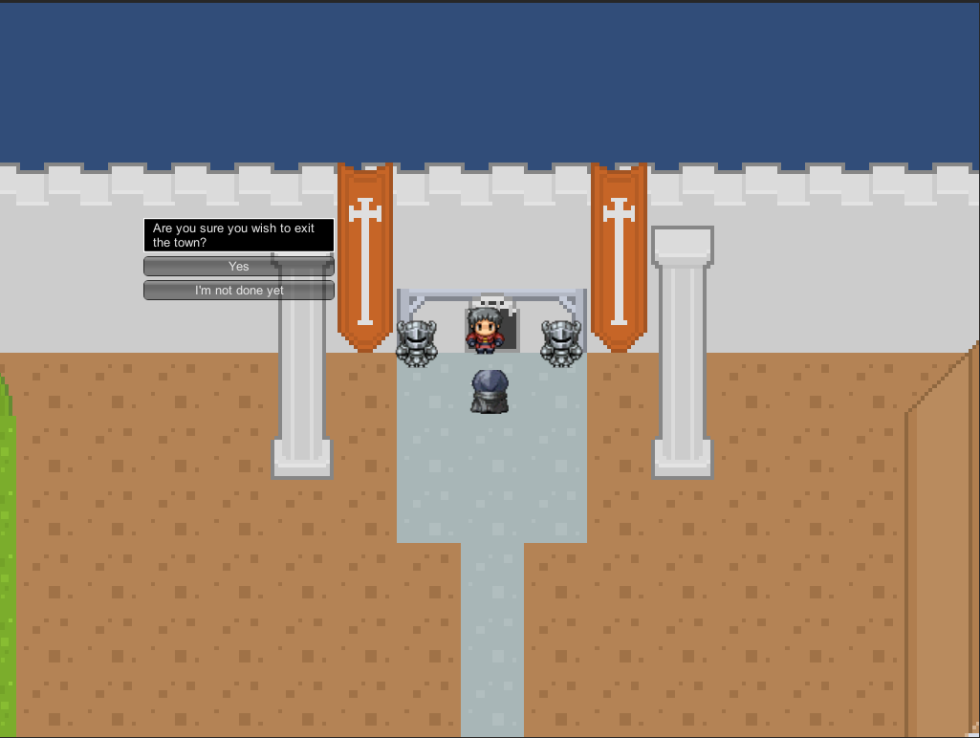 Are you sure you wish to exit
the town?
Yes
I'm not done yet